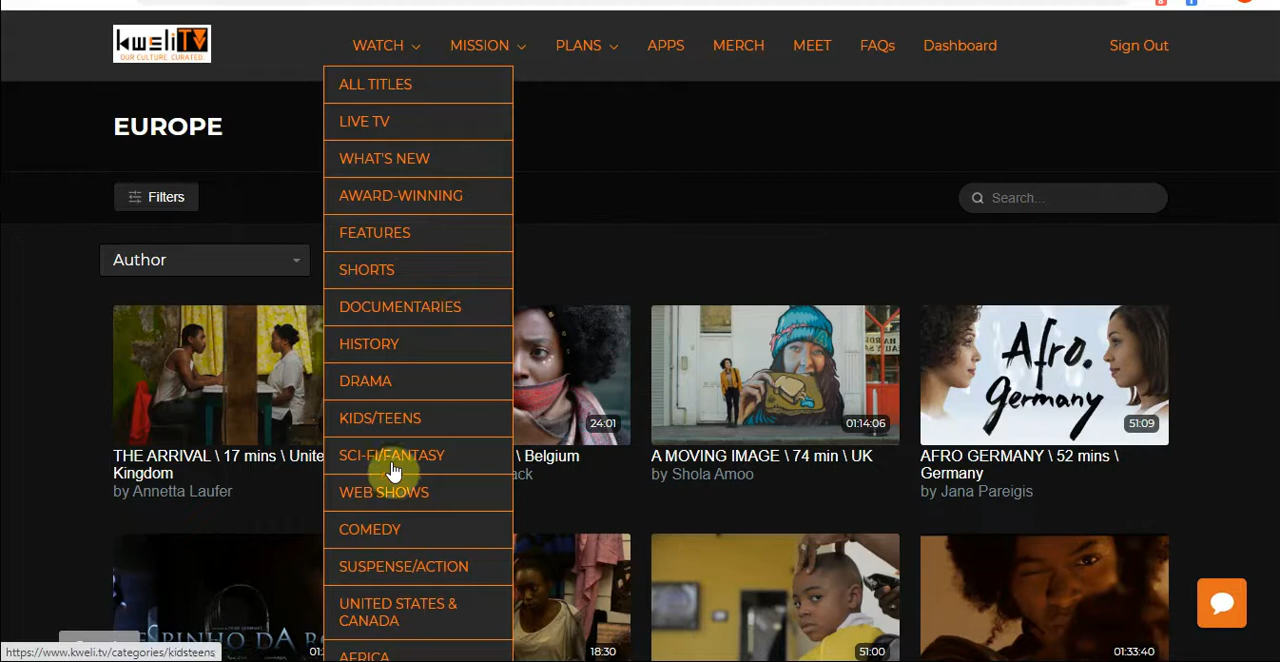 kweliTV
OUR CULTURE, CURATED.
WATCH
MISSION
PLANS
APPS
MERCH
MEET
FAQs
Dashboard
Sign Out
ALL TITLES
LIVE TV
WHAT'S NEW
AWARD-WINNING
FEATURES
SHORTS
DOCUMENTARIES
HISTORY
DRAMA
KIDS/TEENS
SCI-FI/FANTASY
WEB SHOWS
COMEDY
SUSPENSE/ACTION
UNITED STATES &
CANADA
AFRICA
EUROPE
Filters
Search...
Author
THE ARRIVAL \ 17 mins \ United
Kingdom
by Annetta Laufer
24:01
\ Belgium
ack
01:14:06
A MOVING IMAGE \ 74 min \ UK
by Shola Amoo
Afro.
Germany
51:09
AFRO GERMANY \ 52 mins \
Germany
by Jana Pareigis
18:30
51:00
01:33:40
https://www.kweli.tv/categories/kidsteens